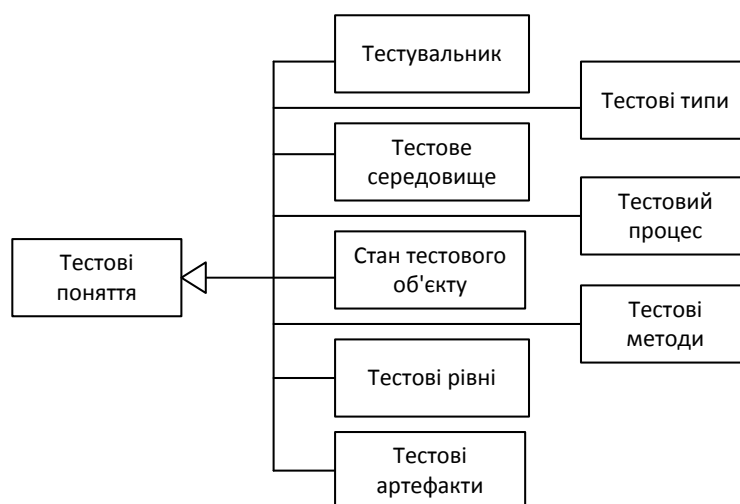 Тестувальник
Тестові типи
Тестове
середовище
Тестовий
процес
Тестові
поняття
Стан тестового
об'єкту
Тестові
методи
Тестові рівні
Тестові
артефакти